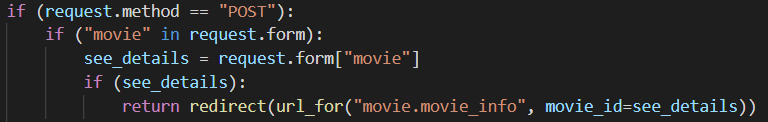 if (request.method == "POST"):
    if ("movie" in request.form):
        see_details = request.form["movie"]
        if (see_details):
            return redirect(url_for("movie.movie_info", movie_id=see_details))